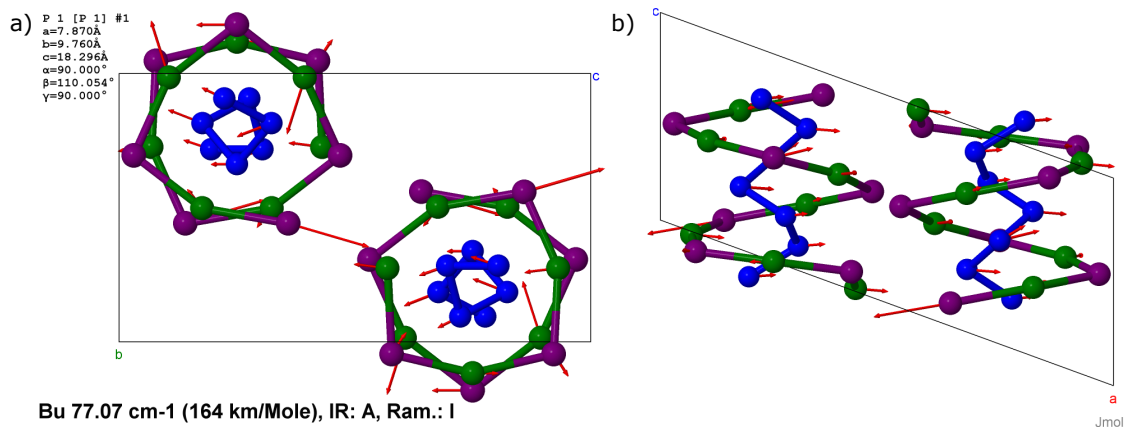 a)
P 1 [P 1] #1
a=7.870Å
b=9.760Å
c=18.296Å
α=90.000°
β=110.054°
γ=90.000°
c
b
Bu 77.07 cm-1 (164 km/Mole), IR: A, Ram.: I
b)
c
a
Jmol